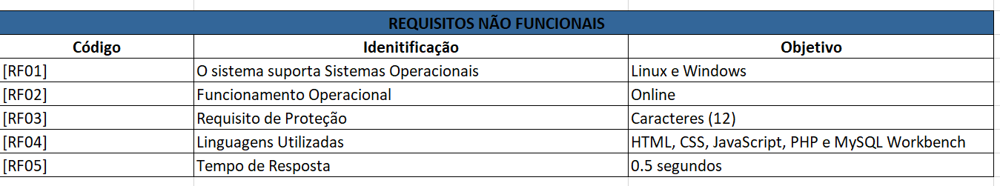 REQUISITOS NÃO FUNCIONAIS
Código Idenitificação Objetivo
[RF01] O sistema suporta Sistemas Operacionais Linux e Windows
[RF02] Funcionamento Operacional Online
[RF03] Requisito de Proteção Caracteres (12)
[RF04] Linguagens Utilizadas HTML, CSS, JavaScript, PHP e MySQL Workbench
[RF05] Tempo de Resposta 0.5 segundos